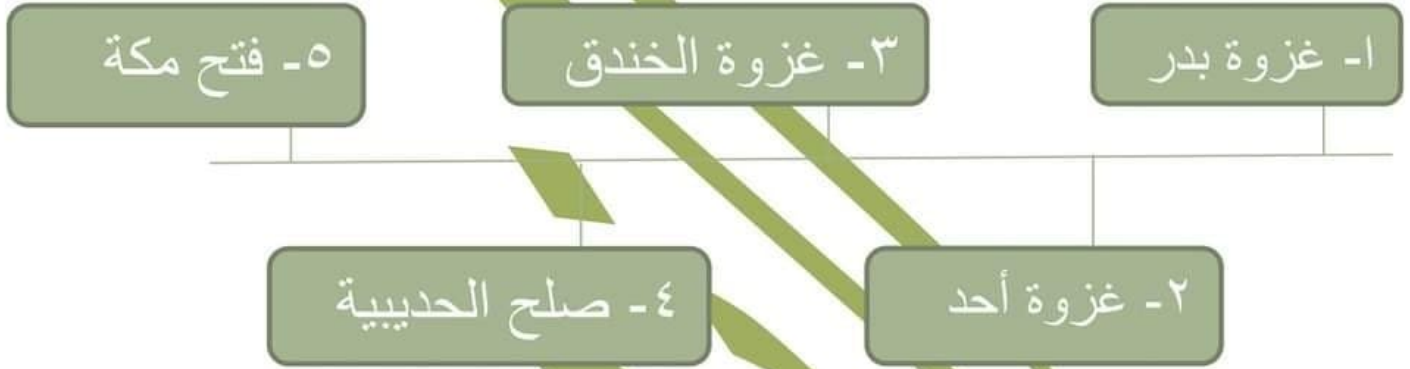 ١- غزوة بدر
٢- غزوة أحد
٣- غزوة الخندق
٤- صلح الحديبية
٥- فتح مكة